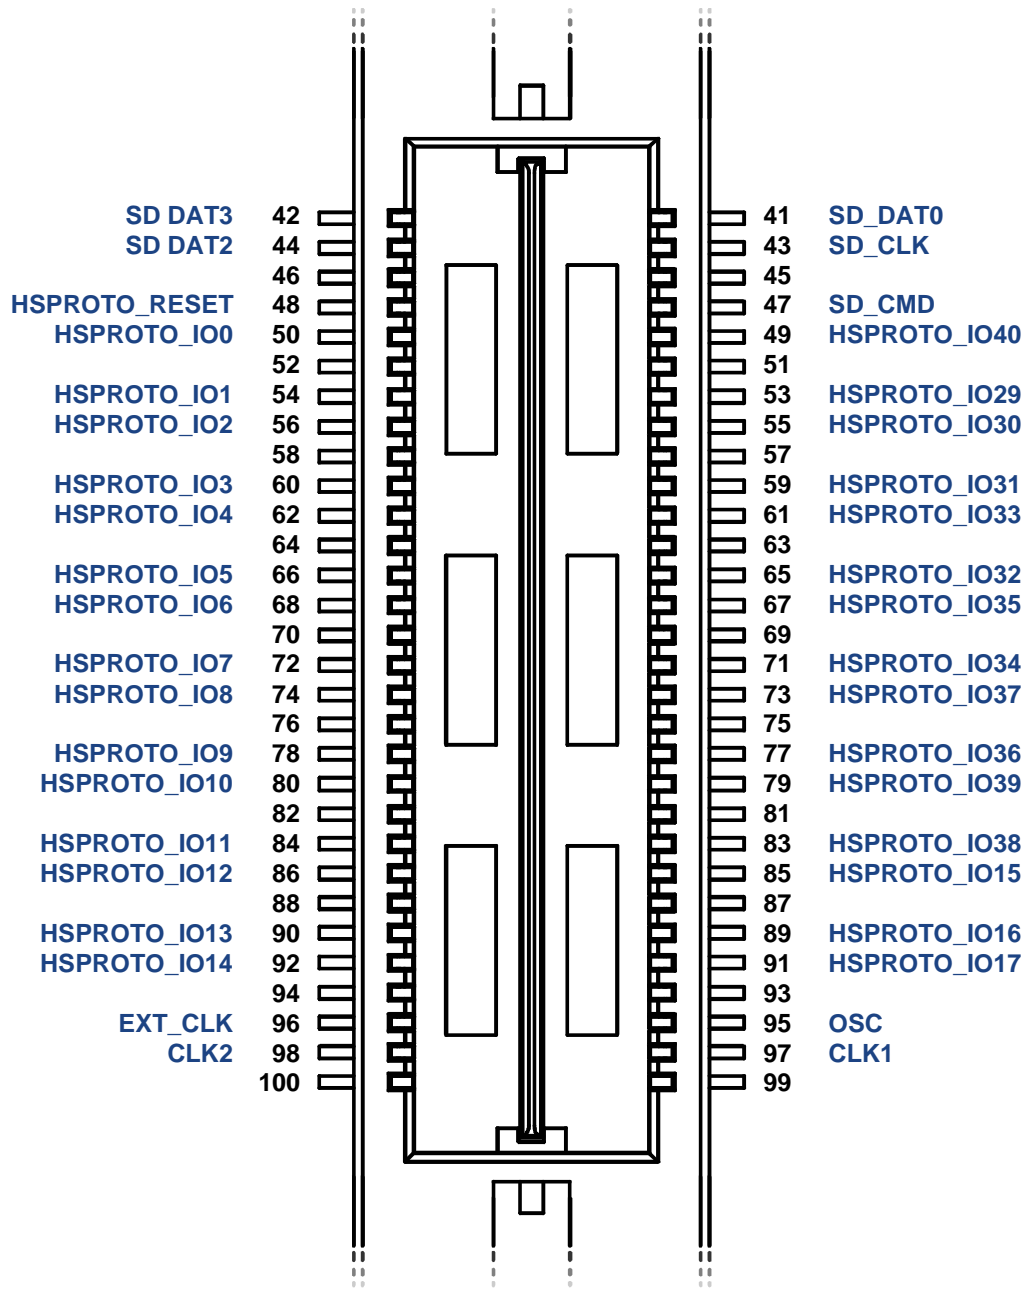 SD DAT3 42 41 SD_DAT0
SD DAT2 44 43 SD_CLK
46 45
HSPROTO_RESET 48 47 SD_CMD
HSPROTO_IO0 50 49 HSPROTO_IO40
52 51
HSPROTO_IO1 54 53 HSPROTO_IO29
HSPROTO_IO2 56 55 HSPROTO_IO30
58 57
HSPROTO_IO3 60 59 HSPROTO_IO31
HSPROTO_IO4 62 61 HSPROTO_IO33
64 63
HSPROTO_IO5 66 65 HSPROTO_IO32
HSPROTO_IO6 68 67 HSPROTO_IO35
70 69
HSPROTO_IO7 72 71 HSPROTO_IO34
HSPROTO_IO8 74 73 HSPROTO_IO37
76 75
HSPROTO_IO9 78 77 HSPROTO_IO36
HSPROTO_IO10 80 79 HSPROTO_IO39
82 81
HSPROTO_IO11 84 83 HSPROTO_IO38
HSPROTO_IO12 86 85 HSPROTO_IO15
88 87
HSPROTO_IO13 90 89 HSPROTO_IO16
HSPROTO_IO14 92 91 HSPROTO_IO17
94 93
EXT_CLK 96 95 OSC
CLK2 98 97 CLK1
100 99